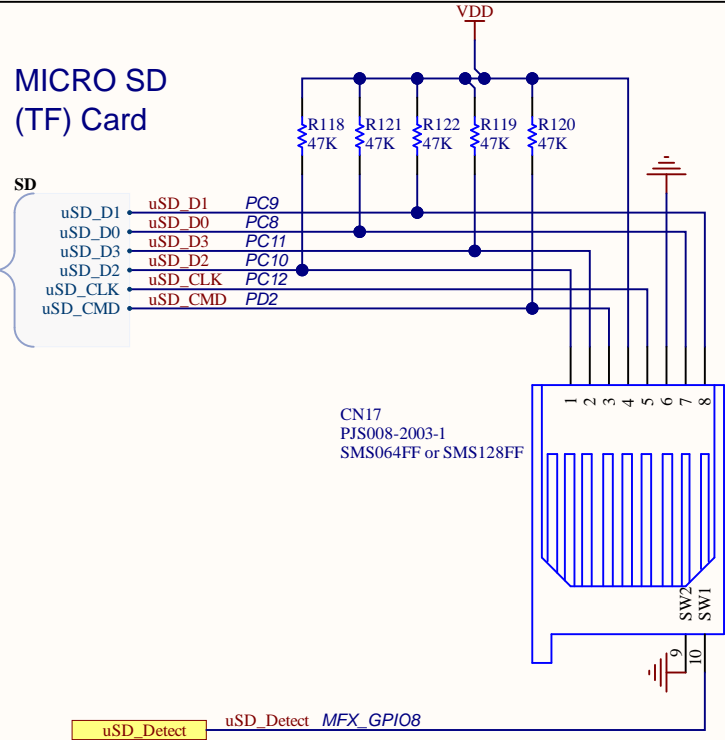 VDD
MICRO SD
(TF) Card
R118
47K
R121
47K
R122
47K
R119
47K
R120
47K
SD
uSD_D1 uSD_D1 PC9
uSD_D0 uSD_D0 PC8
uSD_D3 uSD_D3 PC11
uSD_D2 uSD_D2 PC10
uSD_CLK uSD_CLK PC12
uSD_CMD uSD_CMD PD2
1 2 3 4 5 6 7 8
CN17
PJS008-2003-1
SMS064FF or SMS128FF
SW2 SW1
9 10
uSD_Detect uSD_Detect MFX_GPIO8